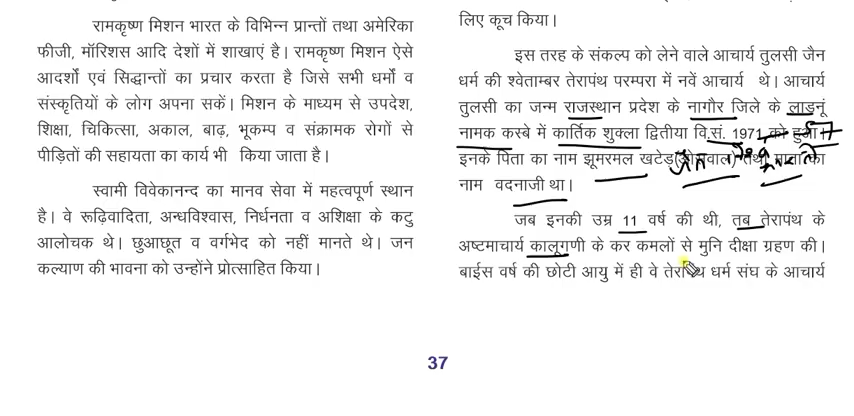 रामकृष्ण मिशन भारत के विभिन्न प्रान्तों तथा अमेरिका
फीजी, मॉरिशस आदि देशों में शाखाएं है। रामकृष्ण मिशन ऐसे
आदर्शों एवं सिद्धान्तों का प्रचार करता है जिसे सभी धर्मों व
संस्कृतियों के लोग अपना सकें। मिशन के माध्यम से उपदेश,
शिक्षा, चिकित्सा, अकाल, बाढ़, भूकम्प व संक्रामक रोगों से
पीड़ितों की सहायता का कार्य भी किया जाता है।
स्वामी विवेकानन्द का मानव सेवा में महत्वपूर्ण स्थान
है। वे रूढ़िवादिता, अन्धविश्वास, निर्धनता व अशिक्षा के कटु
आलोचक थे। छुआछूत व वर्गभेद को नहीं मानते थे। जन
कल्याण की भावना को उन्होंने प्रोत्साहित किया।
लिए कूच किया।
इस तरह के संकल्प को लेने वाले आचार्य तुलसी जैन
धर्म की श्वेताम्बर तेरापंथ परम्परा में नवें आचार्य थे। आचार्य
तुलसी का जन्म राजस्थान प्रदेश के नागौर जिले के लाडनूं
नामक कस्बे में कार्तिक शुक्ला द्वितीया वि.सं. 1971 को हुआ।
इनके पिता का नाम झूमरमल खटेड़ (ओसवाल) तथा माता का
नाम वदनाजी था।
जब इनकी उम्र 11 वर्ष की थी, तब तेरापंथ के
अष्टमाचार्य कालूगणी के कर कमलों से मुनि दीक्षा ग्रहण की।
बाईस वर्ष की छोटी आयु में ही वे तेरापंथ धर्म संघ के आचार्य
37